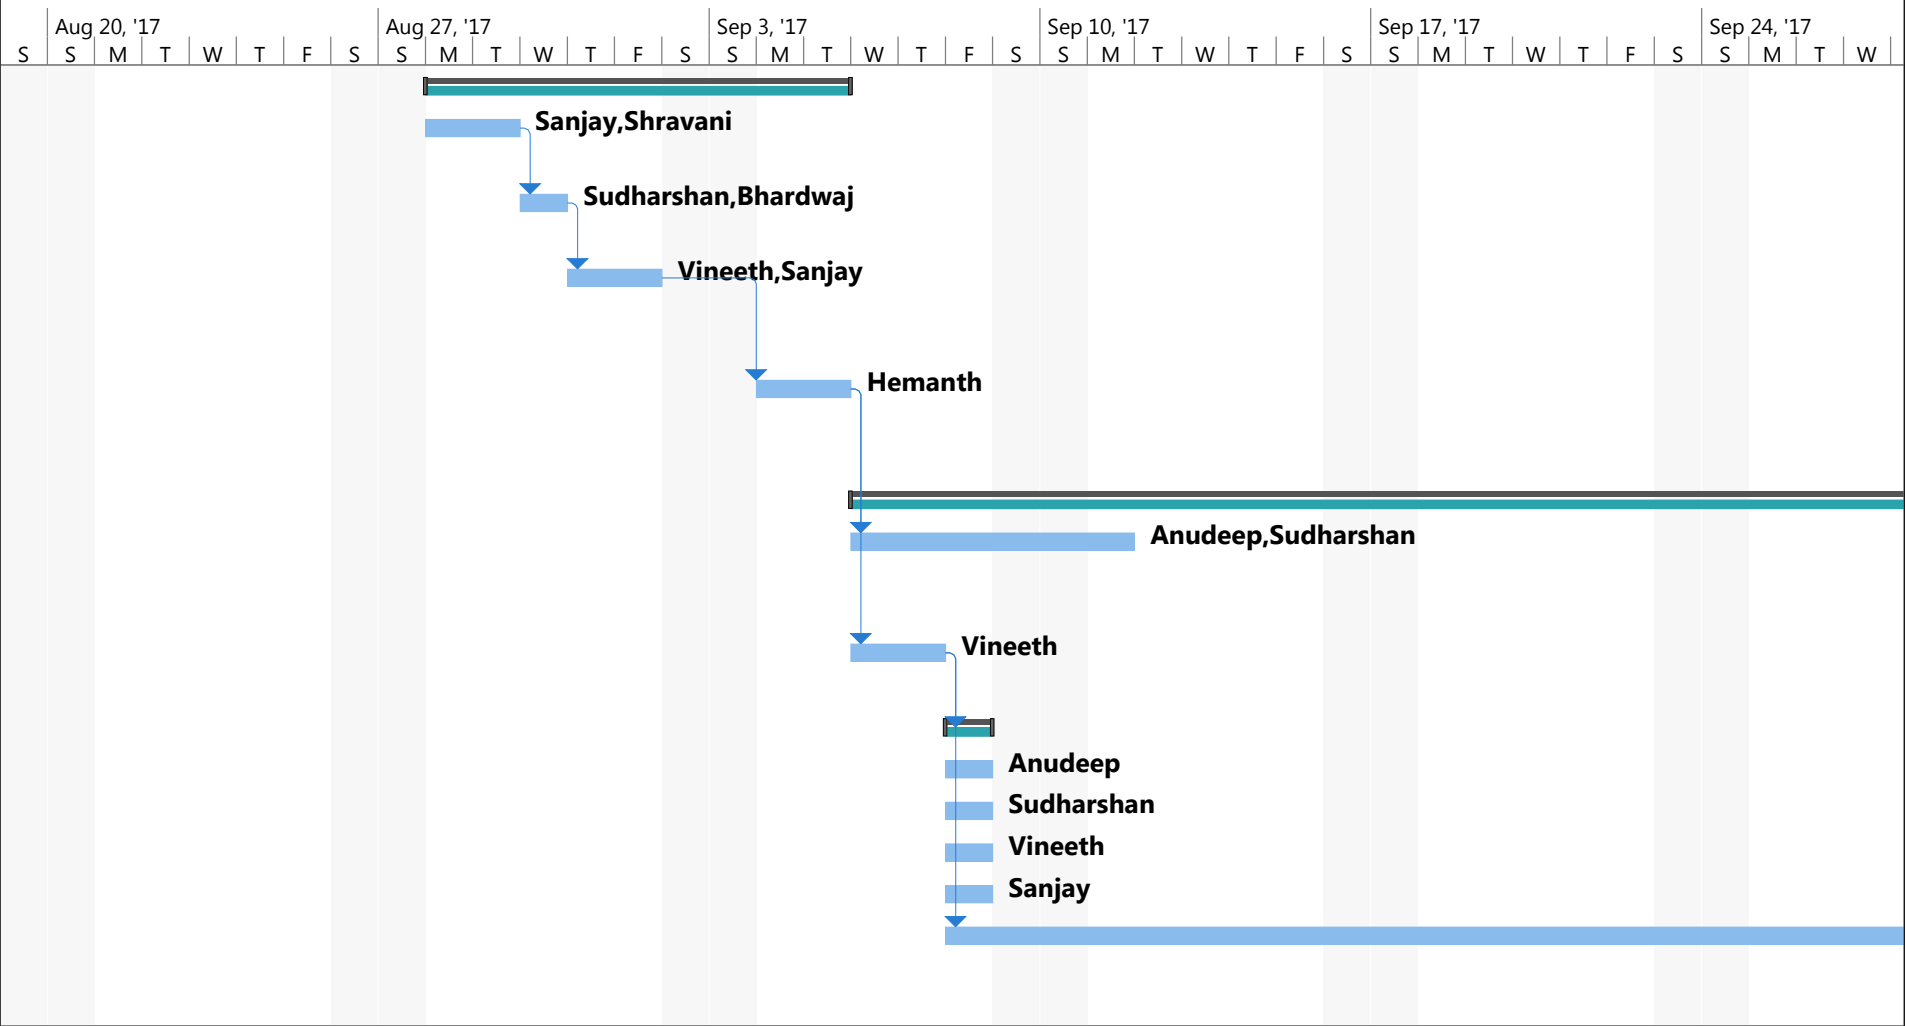 Aug 20, '17 Aug 27, '17 Sep 3, '17 Sep 10, '17 Sep 17, '17 Sep 24, '17
S S M T W T F S S M T W T F S S M T W T F S S M T W T F S S M T W T F S S M T W
Sanjay,Shravani
Sudharshan,Bhardwaj
Vineeth,Sanjay
Hemanth
Anudeep,Sudharshan
Vineeth
Anudeep
Sudharshan
Vineeth
Sanjay